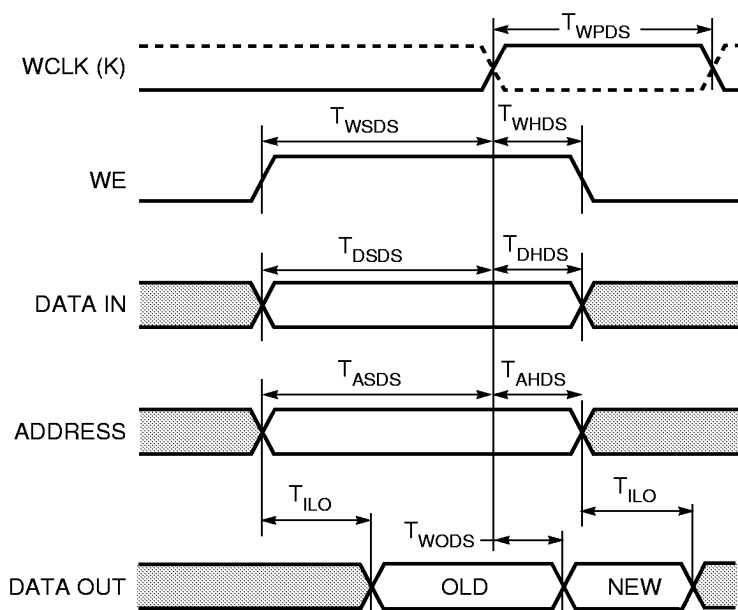 T_WPDS
WCLK (K)
T_WSDS T_WHDS
WE
T_DSDS T_DHDS
DATA IN
T_ASDS T_AHDS
ADDRESS
T_ILO T_ILO
T_WODS
DATA OUT OLD NEW